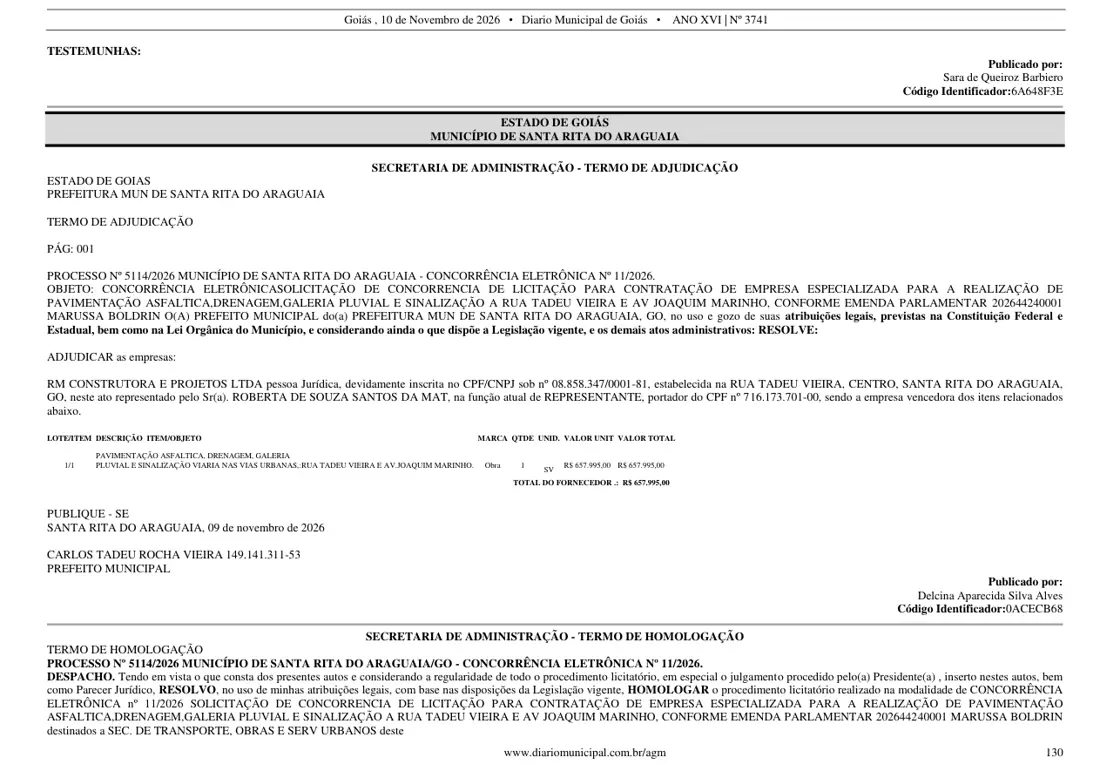 Goiás , 10 de Novembro de 2026 • Diario Municipal de Goiás • ANO XVI | Nº 3741
TESTEMUNHAS:
Publicado por:
Sara de Queiroz Barbiero
Código Identificador:6A648F3E
ESTADO DE GOIÁS
MUNICÍPIO DE SANTA RITA DO ARAGUAIA
SECRETARIA DE ADMINISTRAÇÃO - TERMO DE ADJUDICAÇÃO
ESTADO DE GOIAS
PREFEITURA MUN DE SANTA RITA DO ARAGUAIA
TERMO DE ADJUDICAÇÃO
PÁG: 001
PROCESSO Nº 5114/2026 MUNICÍPIO DE SANTA RITA DO ARAGUAIA - CONCORRÊNCIA ELETRÔNICA Nº 11/2026.
OBJETO: CONCORRÊNCIA ELETRÔNICASOLICITAÇÃO DE CONCORRENCIA DE LICITAÇÃO PARA CONTRATAÇÃO DE EMPRESA ESPECIALIZADA PARA A REALIZAÇÃO DE
PAVIMENTAÇÃO ASFALTICA,DRENAGEM,GALERIA PLUVIAL E SINALIZAÇÃO A RUA TADEU VIEIRA E AV JOAQUIM MARINHO, CONFORME EMENDA PARLAMENTAR 202644240001
MARUSSA BOLDRIN O(A) PREFEITO MUNICIPAL do(a) PREFEITURA MUN DE SANTA RITA DO ARAGUAIA, GO, no uso e gozo de suas atribuições legais, previstas na Constituição Federal e
Estadual, bem como na Lei Orgânica do Município, e considerando ainda o que dispõe a Legislação vigente, e os demais atos administrativos: RESOLVE:
ADJUDICAR as empresas:
RM CONSTRUTORA E PROJETOS LTDA pessoa Jurídica, devidamente inscrita no CPF/CNPJ sob nº 08.858.347/0001-81, estabelecida na RUA TADEU VIEIRA, CENTRO, SANTA RITA DO ARAGUAIA,
GO, neste ato representado pelo Sr(a). ROBERTA DE SOUZA SANTOS DA MAT, na função atual de REPRESENTANTE, portador do CPF nº 716.173.701-00, sendo a empresa vencedora dos itens relacionados
abaixo.
LOTE/ITEM DESCRIÇÃO ITEM/OBJETO MARCA QTDE UNID. VALOR UNIT VALOR TOTAL
PAVIMENTAÇÃO ASFALTICA, DRENAGEM, GALERIA
1/1 PLUVIAL E SINALIZAÇÃO VIARIA NAS VIAS URBANAS,:RUA TADEU VIEIRA E AV.JOAQUIM MARINHO. Obra 1 SV R$ 657.995,00 R$ 657.995,00
TOTAL DO FORNECEDOR .: R$ 657.995,00
PUBLIQUE - SE
SANTA RITA DO ARAGUAIA, 09 de novembro de 2026
CARLOS TADEU ROCHA VIEIRA 149.141.311-53
PREFEITO MUNICIPAL
Publicado por:
Delcina Aparecida Silva Alves
Código Identificador:0ACECB68
SECRETARIA DE ADMINISTRAÇÃO - TERMO DE HOMOLOGAÇÃO
TERMO DE HOMOLOGAÇÃO
PROCESSO Nº 5114/2026 MUNICÍPIO DE SANTA RITA DO ARAGUAIA/GO - CONCORRÊNCIA ELETRÔNICA Nº 11/2026.
DESPACHO. Tendo em vista o que consta dos presentes autos e considerando a regularidade de todo o procedimento licitatório, em especial o julgamento procedido pelo(a) Presidente(a) , inserto nestes autos, bem
como Parecer Jurídico, RESOLVO, no uso de minhas atribuições legais, com base nas disposições da Legislação vigente, HOMOLOGAR o procedimento licitatório realizado na modalidade de CONCORRÊNCIA
ELETRÔNICA nº 11/2026 SOLICITAÇÃO DE CONCORRENCIA DE LICITAÇÃO PARA CONTRATAÇÃO DE EMPRESA ESPECIALIZADA PARA A REALIZAÇÃO DE PAVIMENTAÇÃO
ASFALTICA,DRENAGEM,GALERIA PLUVIAL E SINALIZAÇÃO A RUA TADEU VIEIRA E AV JOAQUIM MARINHO, CONFORME EMENDA PARLAMENTAR 202644240001 MARUSSA BOLDRIN
destinados a SEC. DE TRANSPORTE, OBRAS E SERV URBANOS deste
www.diariomunicipal.com.br/agm 130